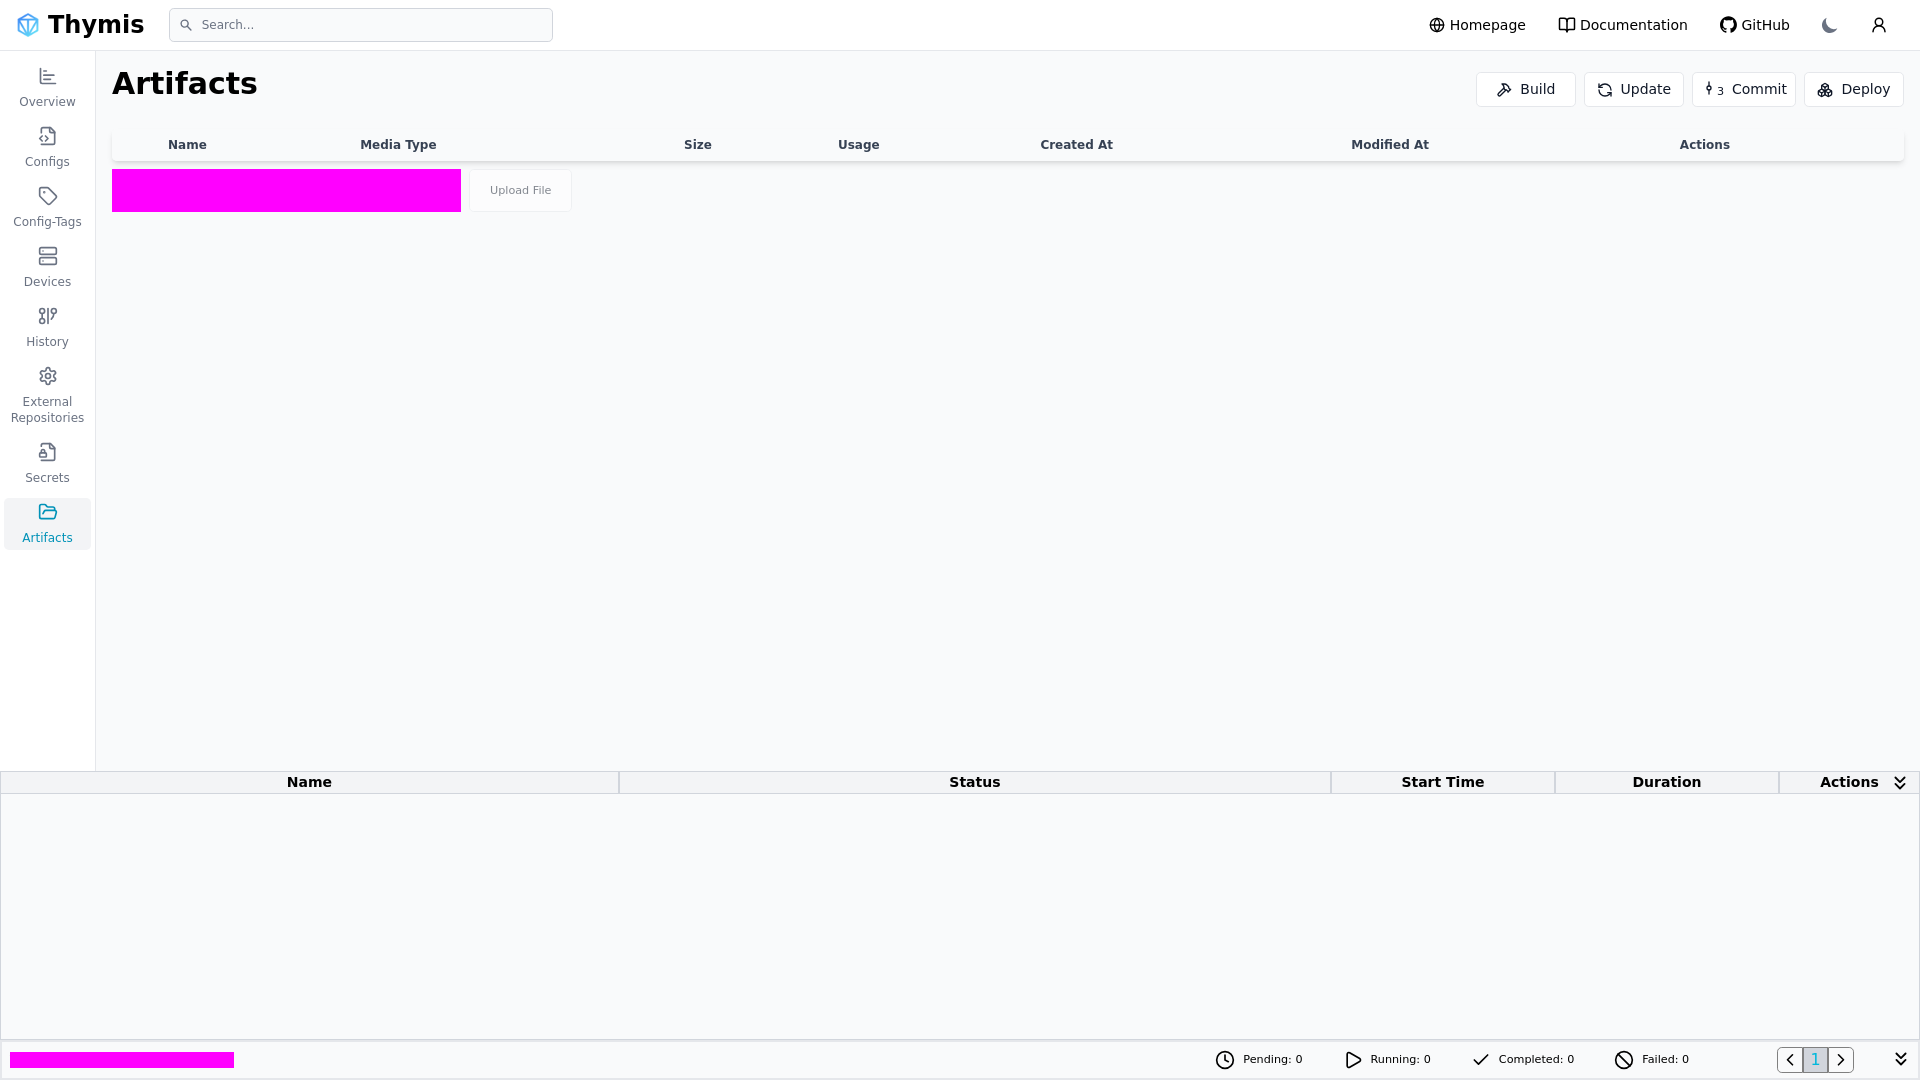 Thymis
Search...
Homepage
Documentation
GitHub
Overview
Configs
Config-Tags
Devices
History
External
Repositories
Secrets
Artifacts
Artifacts
Build
Update
3 Commit
Deploy
Name Media Type Size Usage Created At Modified At Actions
Upload File
Name Status Start Time Duration Actions
Pending: 0 Running: 0 Completed: 0 Failed: 0 1